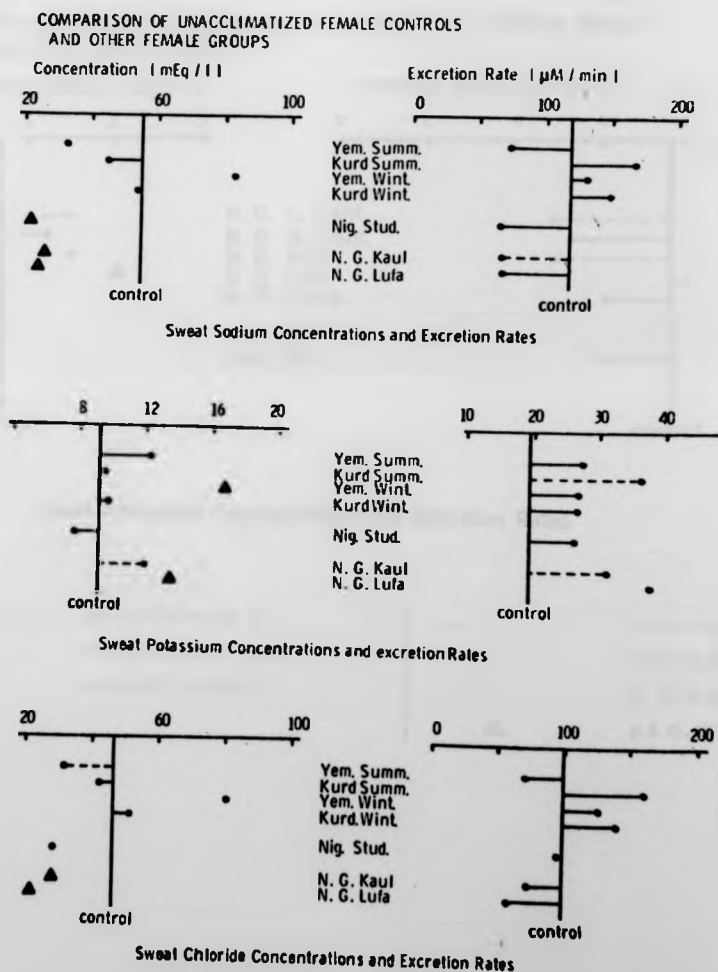 COMPARISON OF UNACCLIMATIZED FEMALE CONTROLS
AND OTHER FEMALE GROUPS
Concentration | mEq / l |
Excretion Rate | µM / min |
20 60 100
0 100 200
Yem. Summ.
Kurd Summ.
Yem. Wint.
Kurd Wint.
Nig. Stud.
N. G. Kaul
N. G. Lufa
control
control
Sweat Sodium Concentrations and Excretion Rates
8 12 16 20
10 20 30 40
Yem. Summ.
Kurd Summ.
Yem. Wint.
Kurd Wint.
Nig. Stud.
N. G. Kaul
N. G. Lufa
control
control
Sweat Potassium Concentrations and excretion Rates
20 60 100
0 100 200
Yem. Summ.
Kurd Summ.
Yem. Wint.
Kurd. Wint.
Nig. Stud.
N. G. Kaul
N. G. Lufa
control
control
Sweat Chloride Concentrations and Excretion Rates